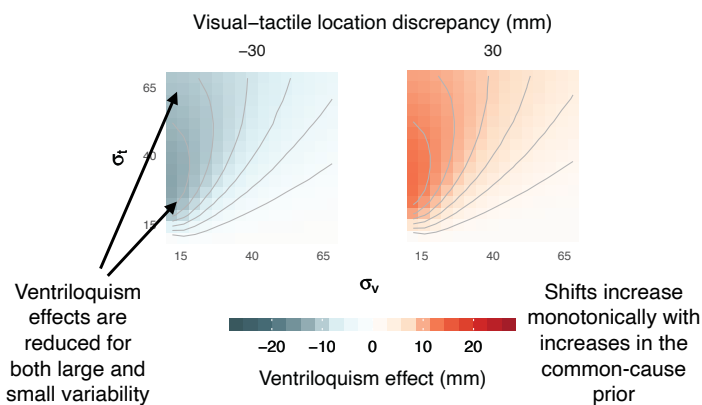 Visual–tactile location discrepancy (mm)
−30
30
65
40
15
σt
15
40
65
15
40
65
σv
Ventriloquism
effects are
reduced for
both large and
small variability
−20
−10
0
10
20
Ventriloquism effect (mm)
Shifts increase
monotonically with
increases in the
common-cause
prior